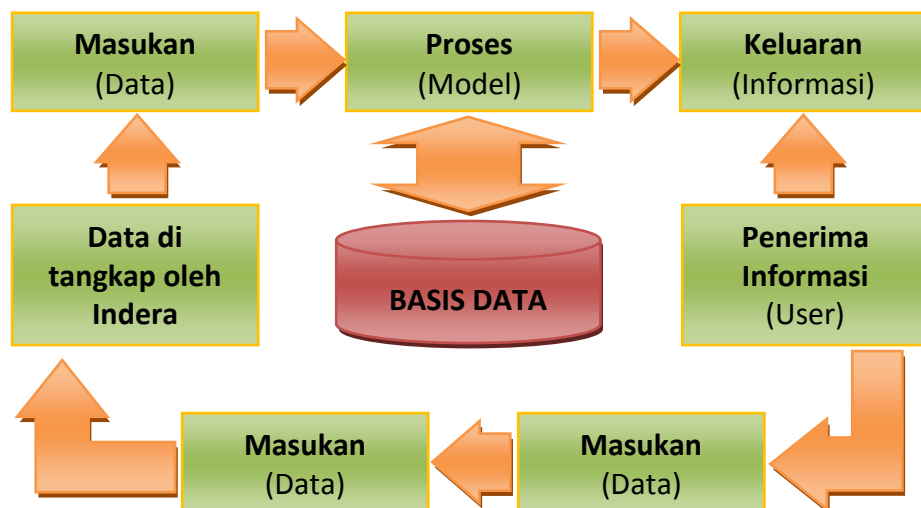 Masukan
(Data)
Proses
(Model)
Keluaran
(Informasi)
Data di
tangkap oleh
Indera
BASIS DATA
Penerima
Informasi
(User)
Masukan
(Data)
Masukan
(Data)